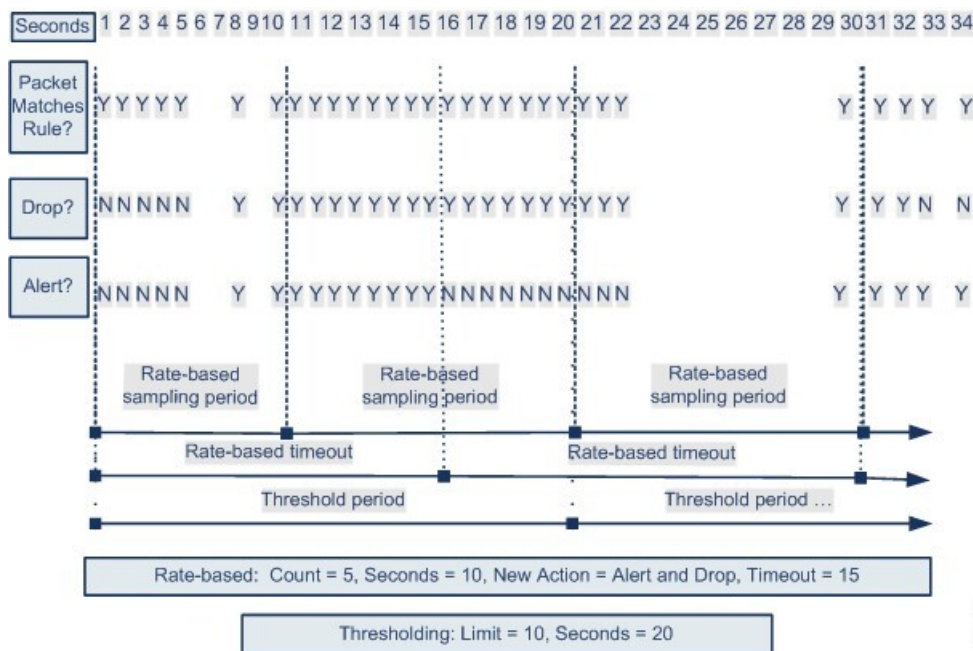 Seconds 1 2 3 4 5 6 7 8 9 10 11 12 13 14 15 16 17 18 19 20 21 22 23 24 25 26 27 28 29 30 31 32 33 34
Packet
Matches
Rule?
Y Y Y Y Y Y Y Y Y Y Y Y Y Y Y Y Y Y Y Y Y Y Y Y Y
Drop?
N N N N N Y Y Y Y Y Y Y Y Y Y Y Y Y Y Y Y Y Y N N
Alert?
N N N N N Y Y Y Y Y Y Y Y N N N N N N N N Y Y Y Y
Rate-based
sampling period
Rate-based
sampling period
Rate-based
sampling period
Rate-based timeout
Rate-based timeout
Threshold period
Threshold period ...
Rate-based: Count = 5, Seconds = 10, New Action = Alert and Drop, Timeout = 15
Thresholding: Limit = 10, Seconds = 20